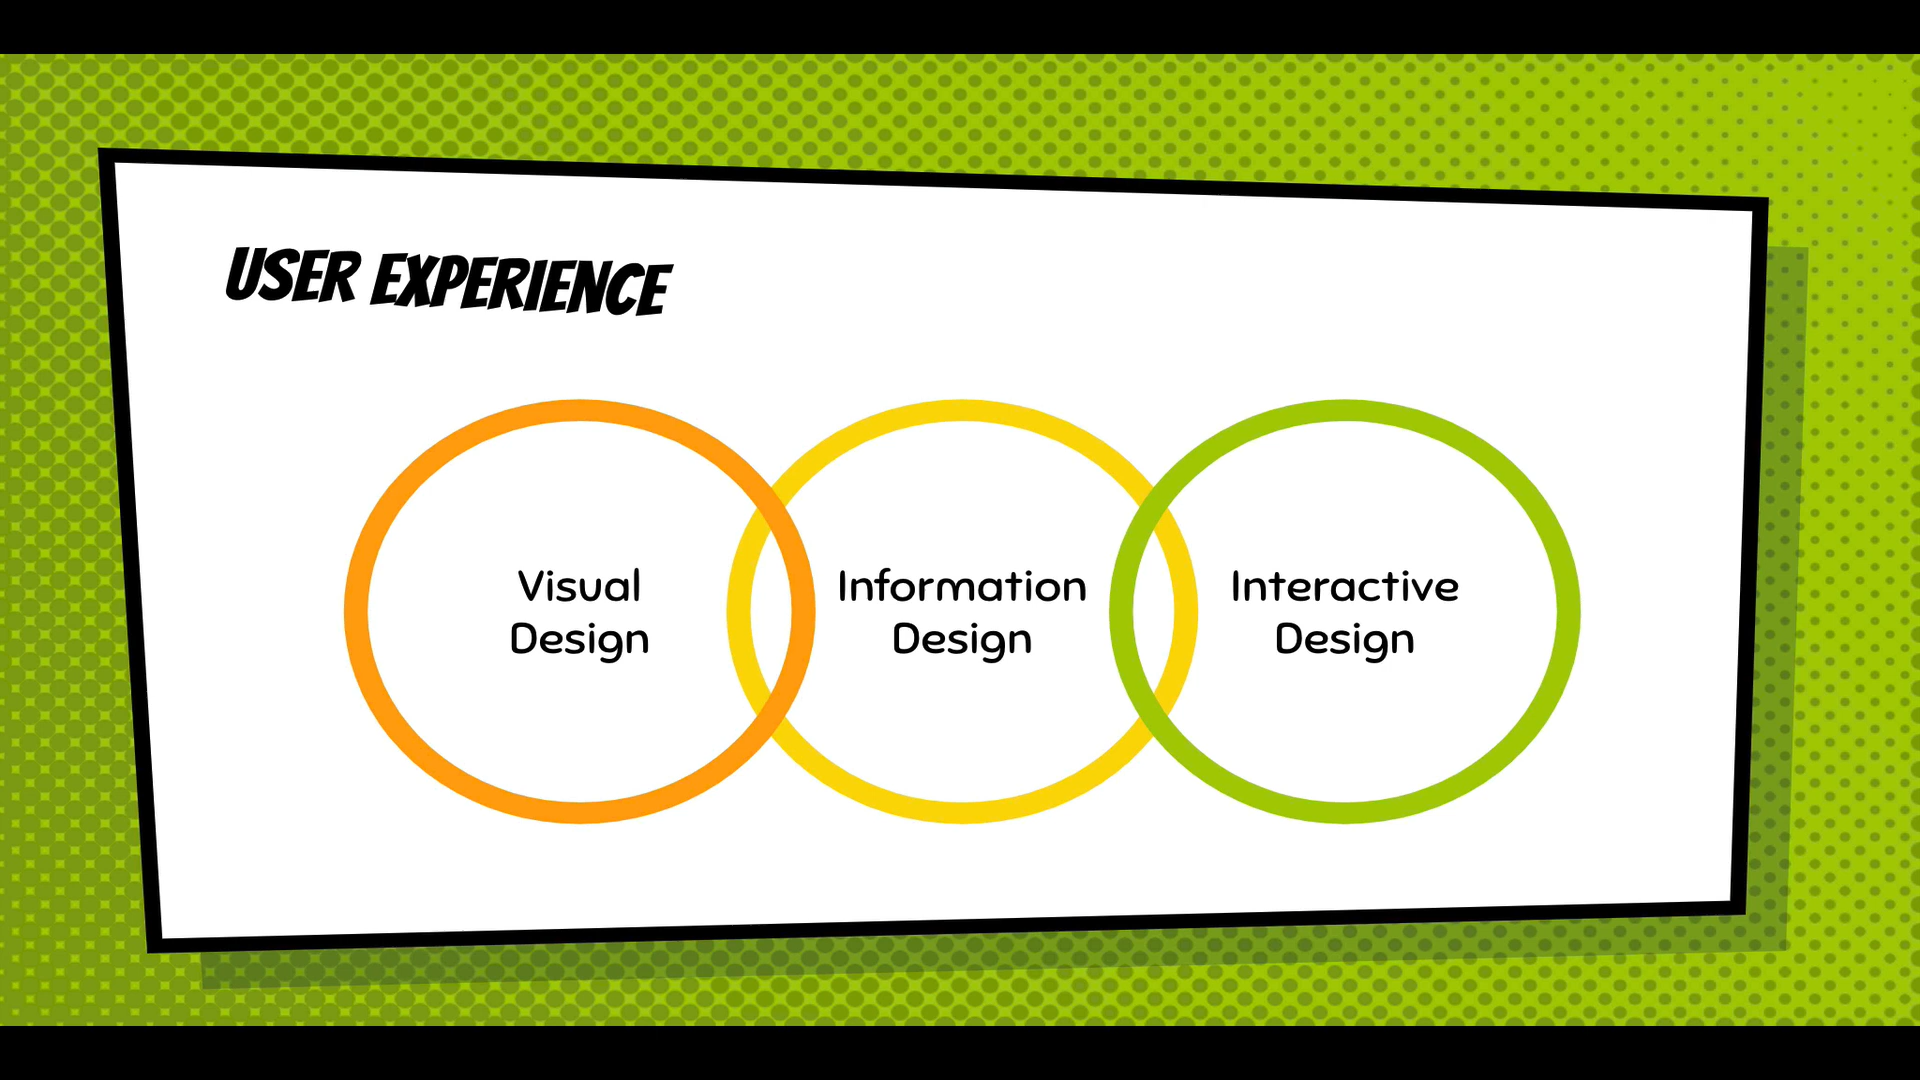 USER EXPERIENCE
Visual
Design
Information
Design
Interactive
Design